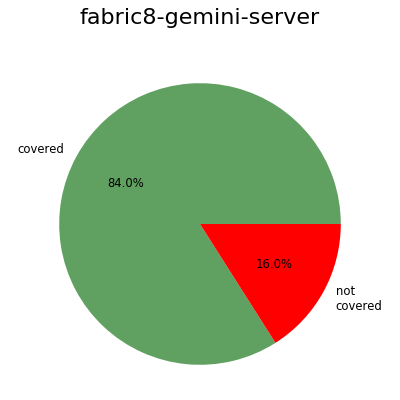 fabric8-gemini-server
covered
84.0%
16.0%
not
covered